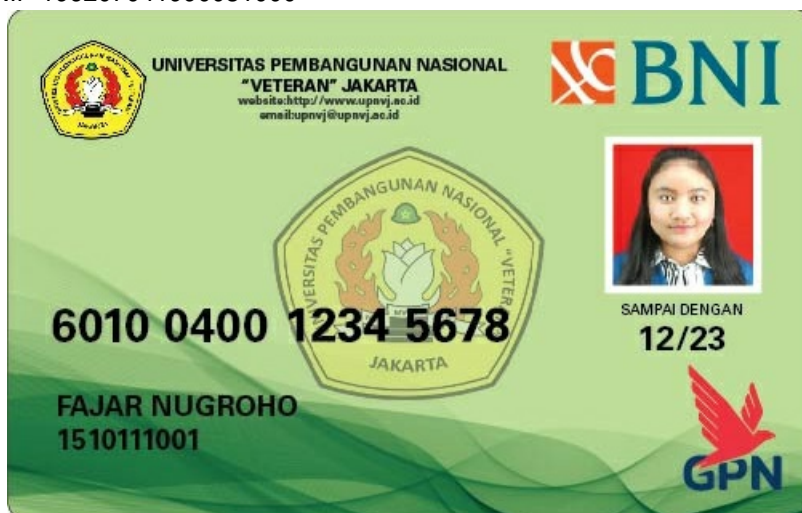 UNIVERSITAS PEMBANGUNAN NASIONAL
"VETERAN" JAKARTA
website:http://www.upnvj.ac.id
email:upnvj@upnvj.ac.id
BNI
UNIVERSITAS PEMBANGUNAN NASIONAL "VETER
JAKARTA
6010 0400 1234 5678
SAMPAI DENGAN
12/23
FAJAR NUGROHO
1510111001
GPN